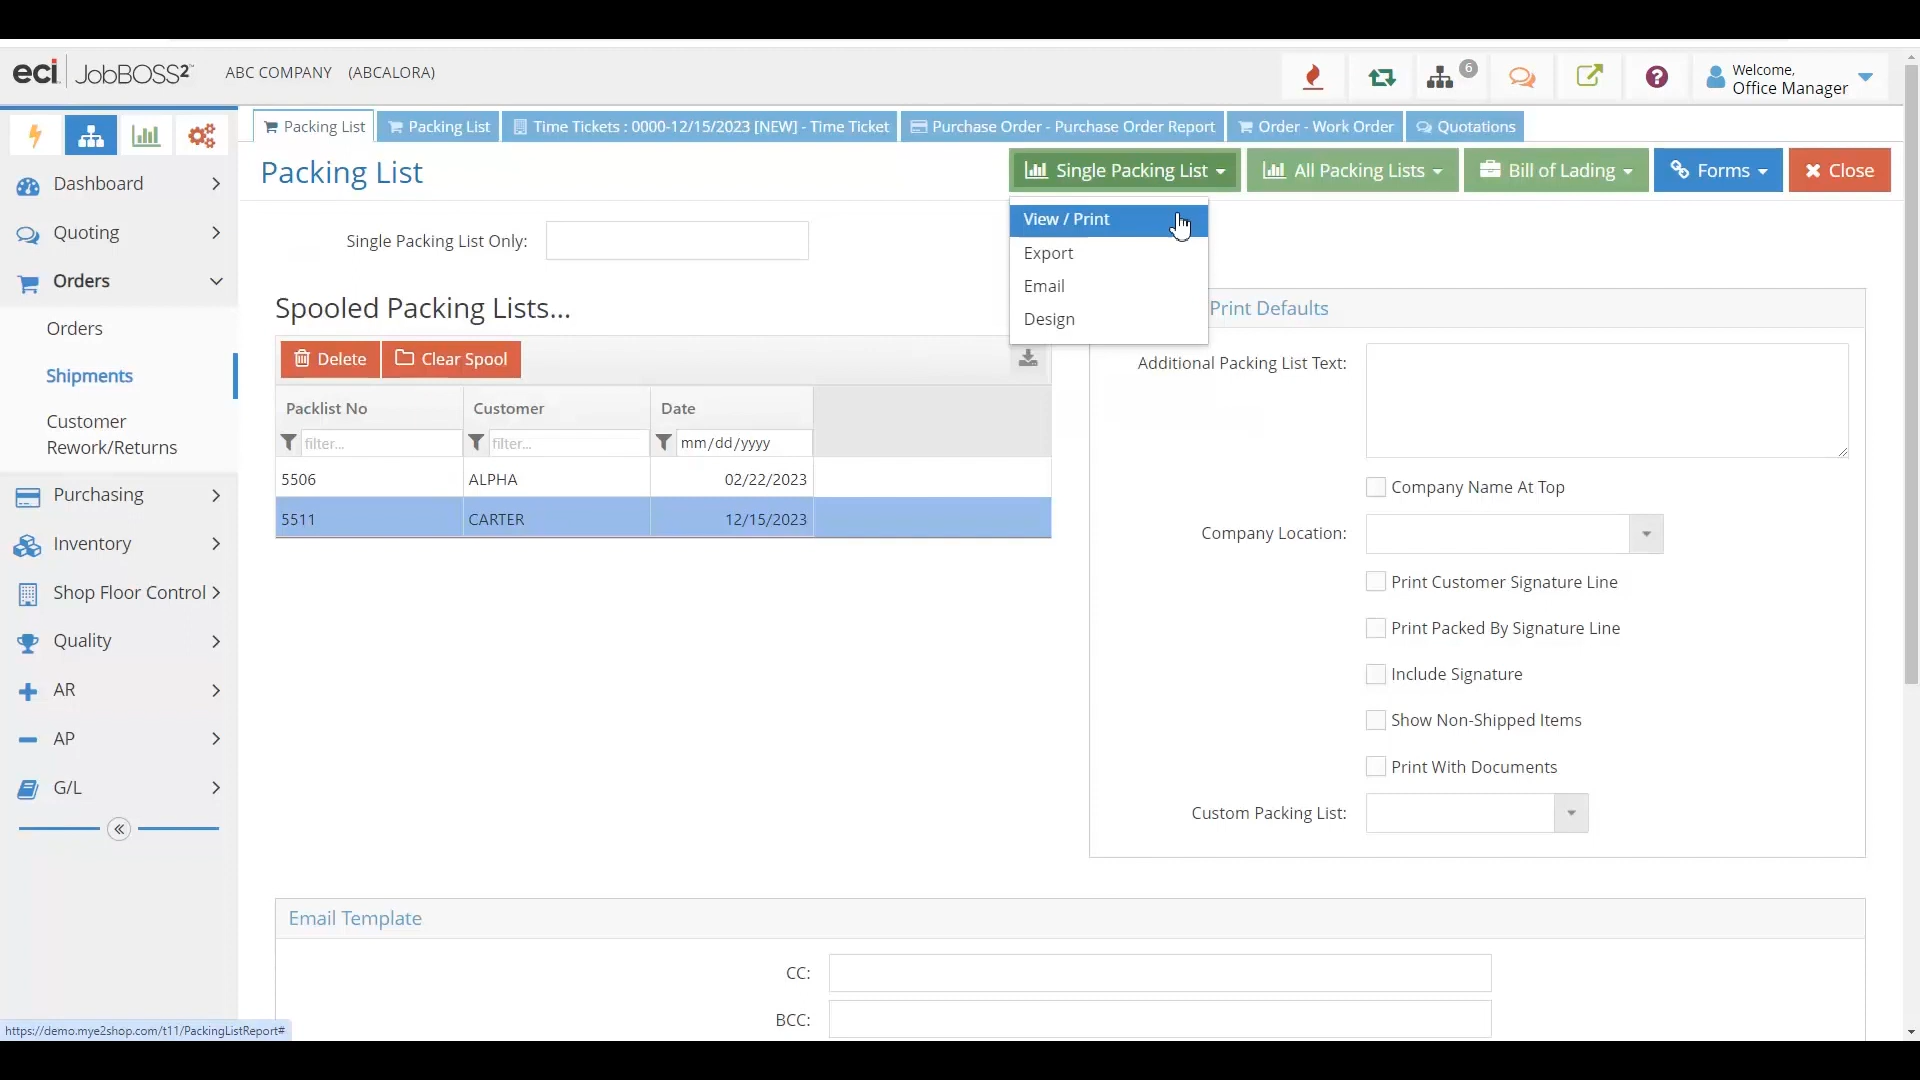 eci JobBOSS²
ABC COMPANY (ABCALORA)
6
Welcome,
Office Manager
Packing List
Packing List
Time Tickets : 0000-12/15/2023 [NEW] - Time Ticket
Purchase Order - Purchase Order Report
Order - Work Order
Quotations
Dashboard
Quoting
Orders
Orders
Shipments
Customer
Rework/Returns
Purchasing
Inventory
Shop Floor Control
Quality
AR
AP
G/L
Packing List
Single Packing List
All Packing Lists
Bill of Lading
Forms
Close
View / Print
Export
Email
Design
Single Packing List Only:
Spooled Packing Lists...
Delete
Clear Spool
Packlist No Customer Date
filter... filter... mm/dd/yyyy
5506 ALPHA 02/22/2023
5511 CARTER 12/15/2023
Print Defaults
Additional Packing List Text:
Company Name At Top
Company Location:
Print Customer Signature Line
Print Packed By Signature Line
Include Signature
Show Non-Shipped Items
Print With Documents
Custom Packing List:
Email Template
CC:
BCC:
https://demo.mye2shop.com/t11/PackingListReport#